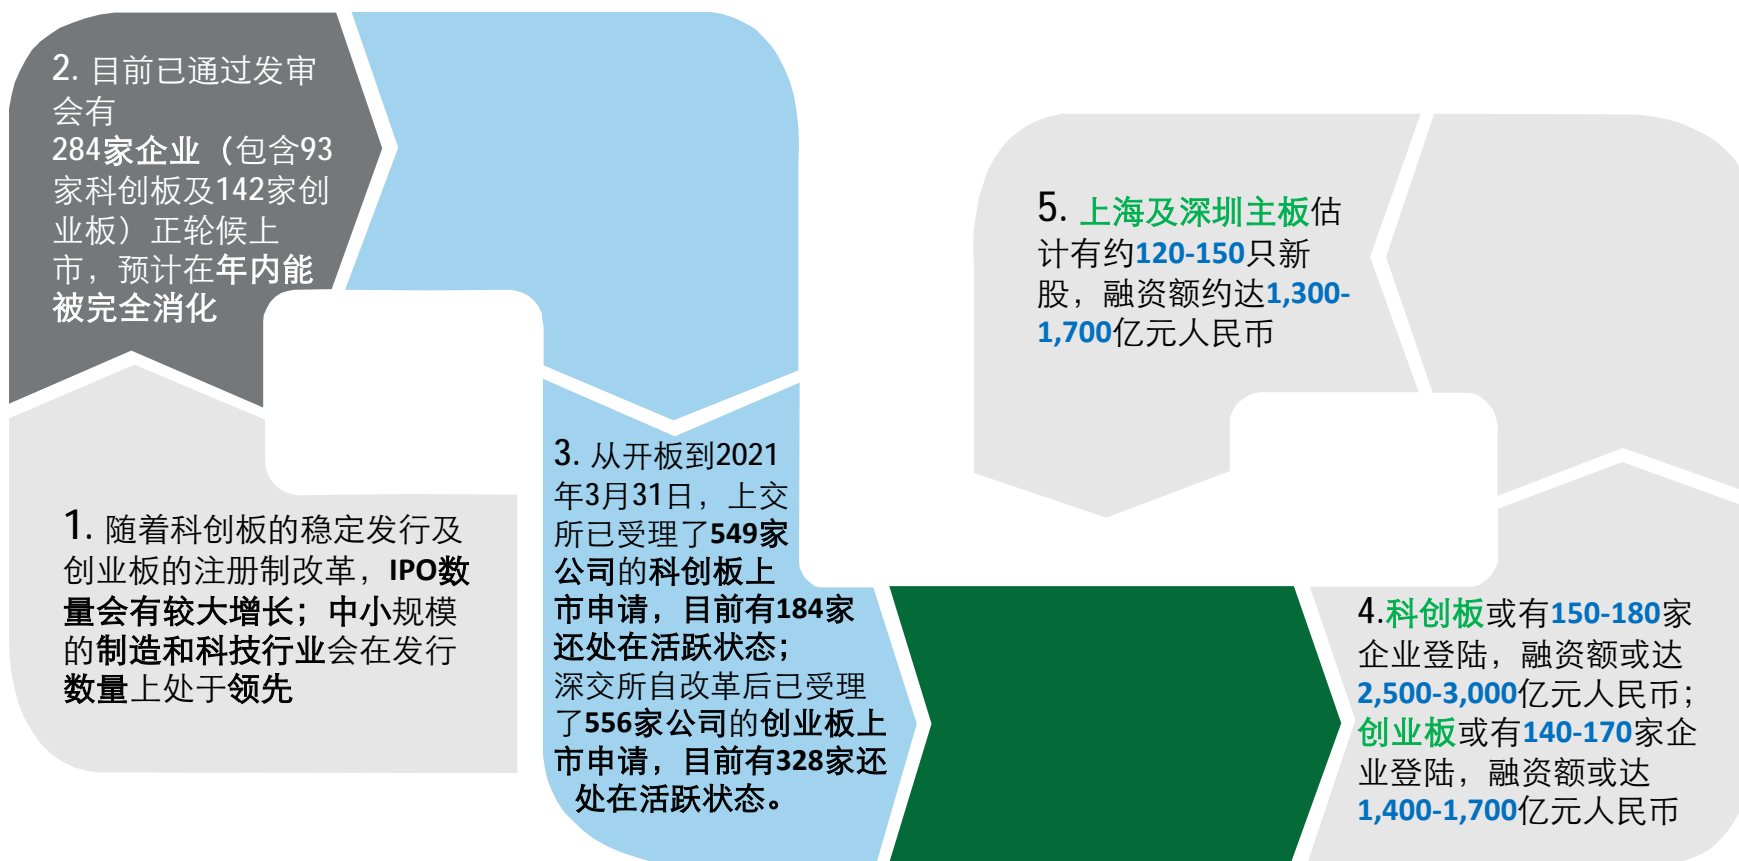 1. 随着科创板的稳定发行及
创业板的注册制改革，IPO数
量会有较大增长；中小规模
的制造和科技行业会在发行
数量上处于领先
2. 目前已通过发审
会有
284家企业（包含93
家科创板及142家创
业板）正轮候上
市，预计在年内能
被完全消化
3. 从开板到2021
年3月31日，上交
所已受理了549家
公司的科创板上
市申请，目前有184家
还处在活跃状态；
深交所自改革后已受理
了556家公司的创业板上
市申请，目前有328家还
处在活跃状态。
4.科创板或有150-180家
企业登陆，融资额或达
2,500-3,000亿元人民币；
创业板或有140-170家企
业登陆，融资额或达
1,400-1,700亿元人民币
5. 上海及深圳主板估
计有约120-150只新
股，融资额约达1,300-
1,700亿元人民币